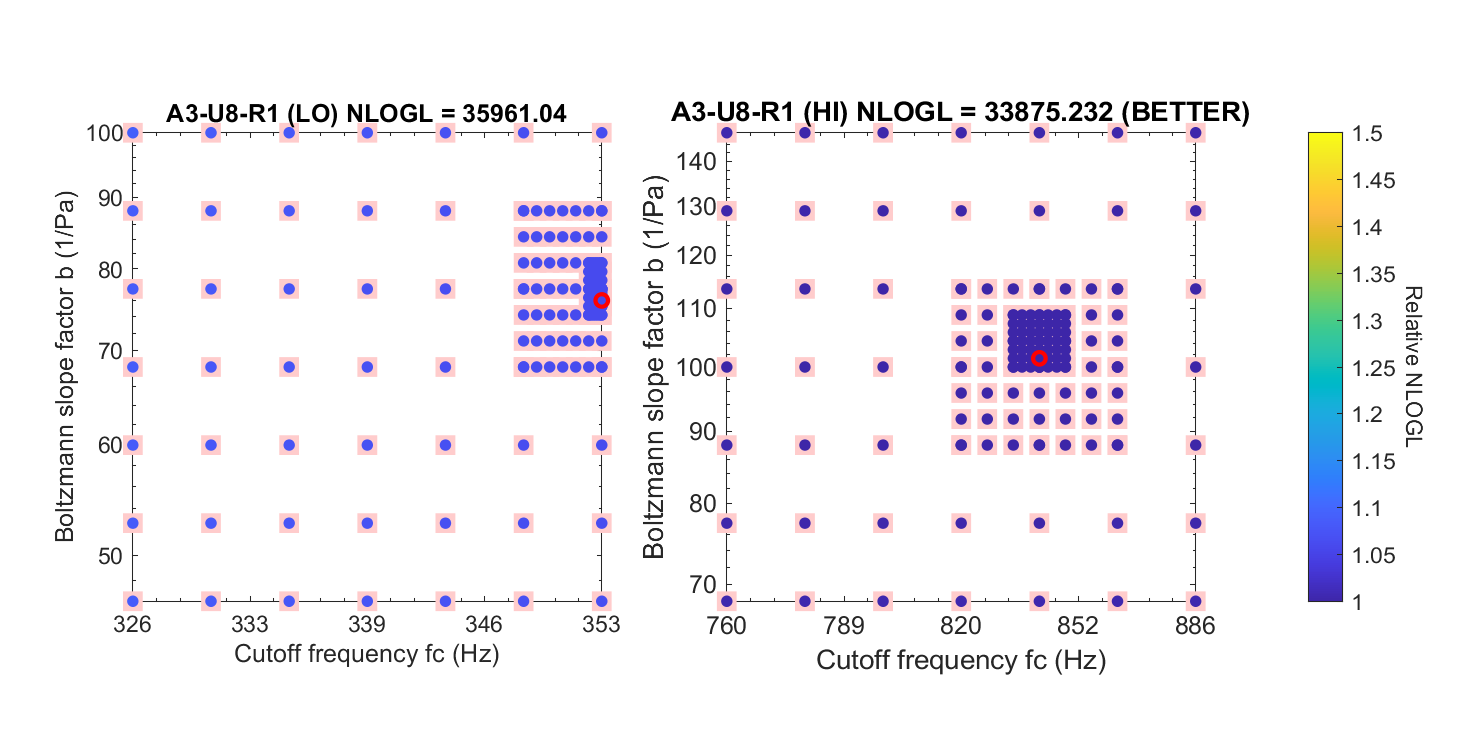 A3-U8-R1 (LO) NLOGL = 35961.04
Boltzmann slope factor b (1/Pa)
100
90
80
70
60
50
326 333 339 346 353
Cutoff frequency fc (Hz)
A3-U8-R1 (HI) NLOGL = 33875.232 (BETTER)
Boltzmann slope factor b (1/Pa)
140
130
120
110
100
90
80
70
760 789 820 852 886
Cutoff frequency fc (Hz)
1.5
1.45
1.4
1.35
1.3
1.25
1.2
1.15
1.1
1.05
1
Relative NLOGL